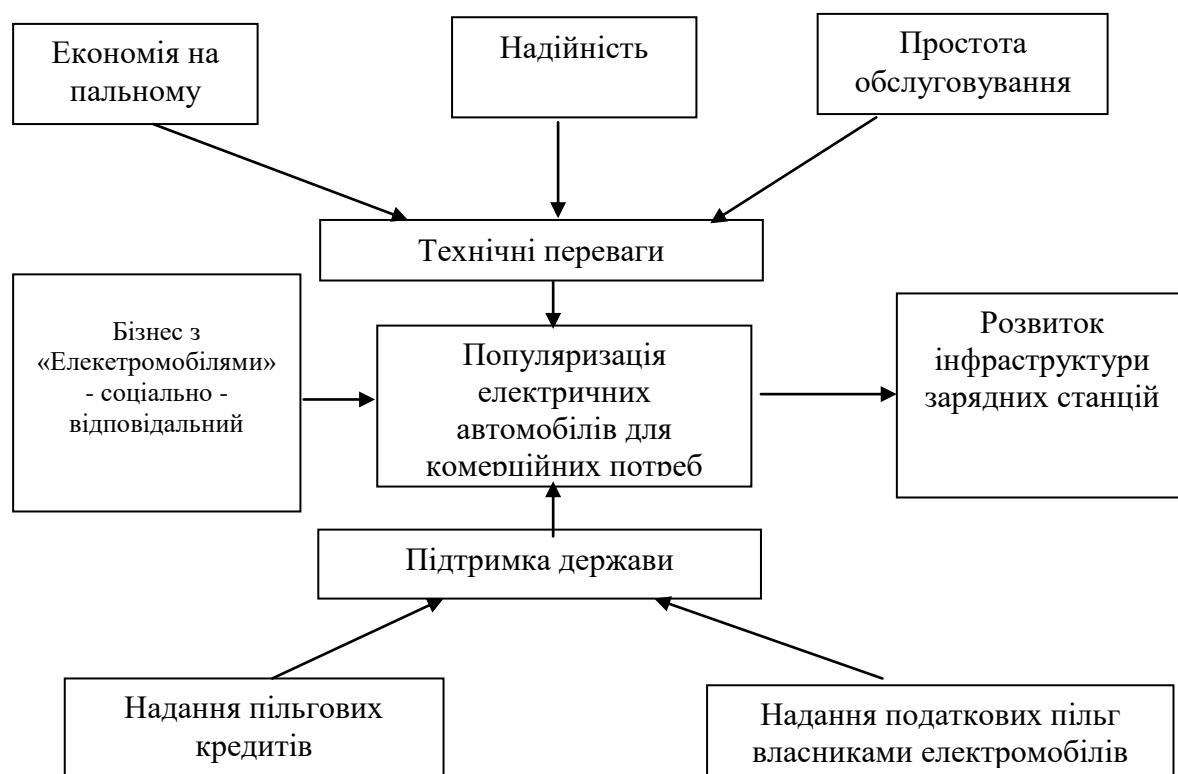 Економія на
пальному
Надійність
Простота
обслуговування
Технічні переваги
Бізнес з
«Елекетромобілями»
- соціально -
відповідальний
Популяризація
електричних
автомобілів для
комерційних потреб
Розвиток
інфраструктури
зарядних станцій
Підтримка держави
Надання пільгових
кредитів
Надання податкових пільг
власниками електромобілів